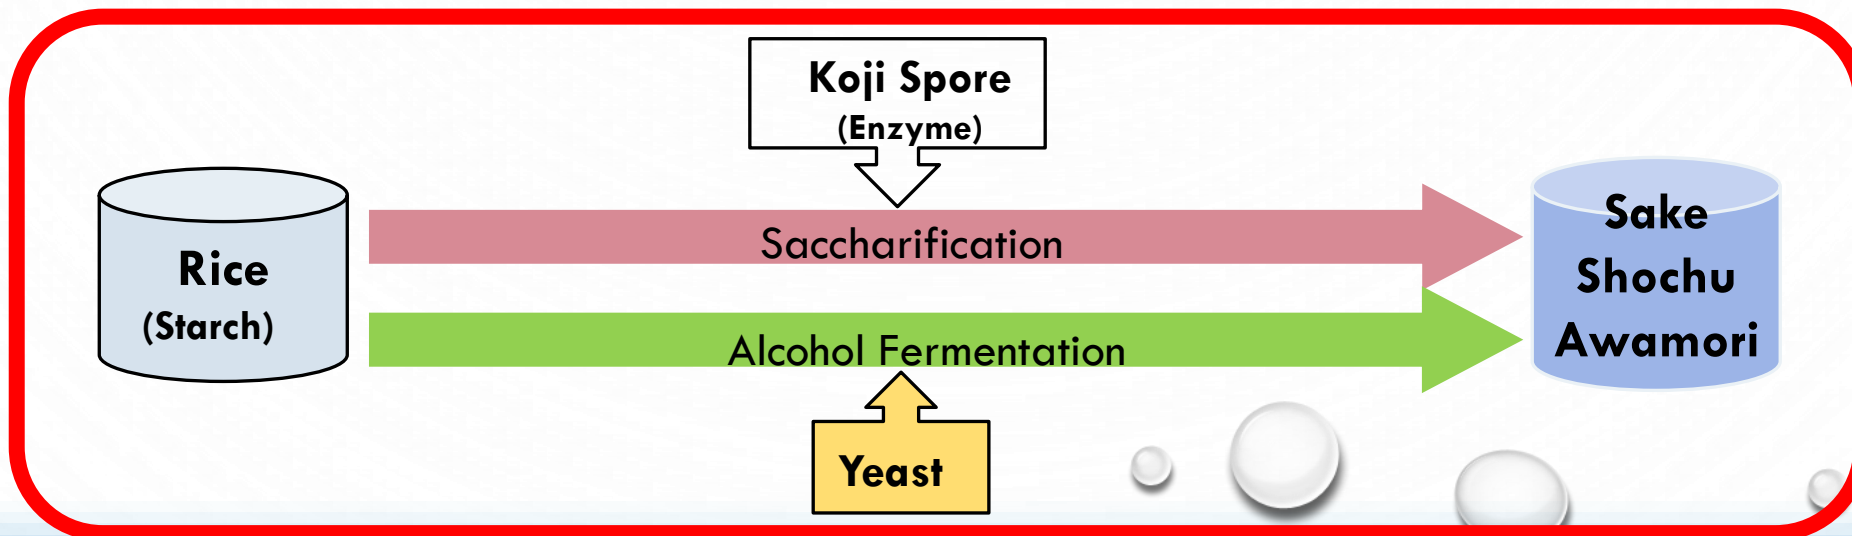 Koji Spore
(Enzyme)
Rice
(Starch)
Saccharification
Alcohol Fermentation
Yeast
Sake
Shochu
Awamori